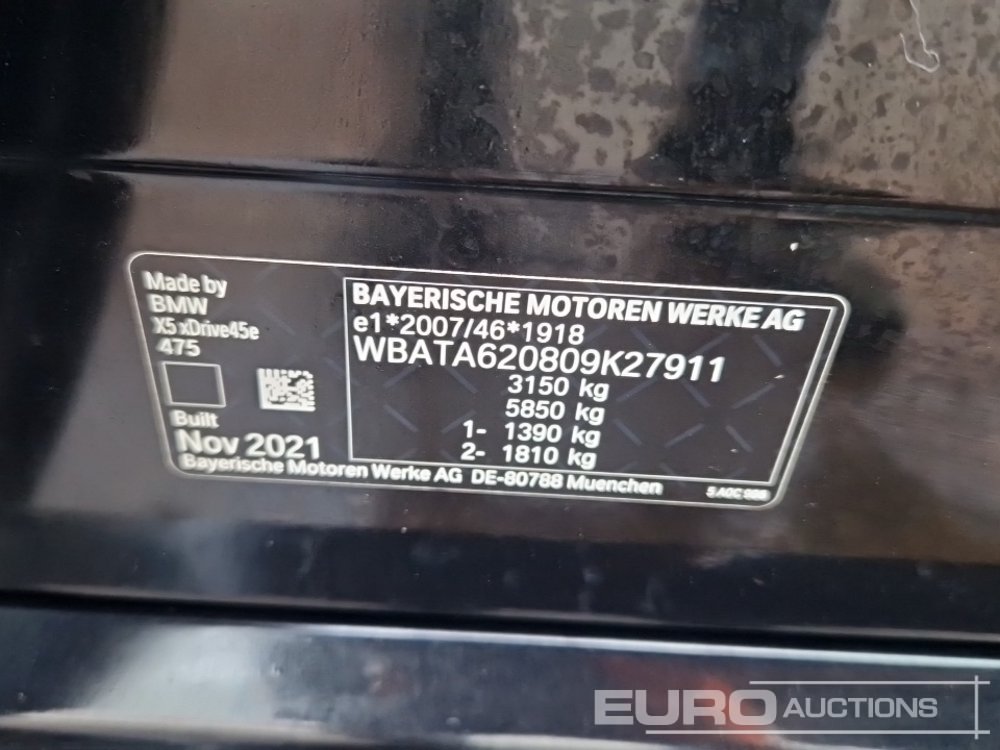 Made by
BMW
X5 xDrive45e
475
Built
Nov 2021
BAYERISCHE MOTOREN WERKE AG
e1*2007/46*1918
WBATA620809K27911
3150 kg
5850 kg
1- 1390 kg
2- 1810 kg
Bayerische Motoren Werke AG DE-80788 Muenchen
EURO AUCTIONS